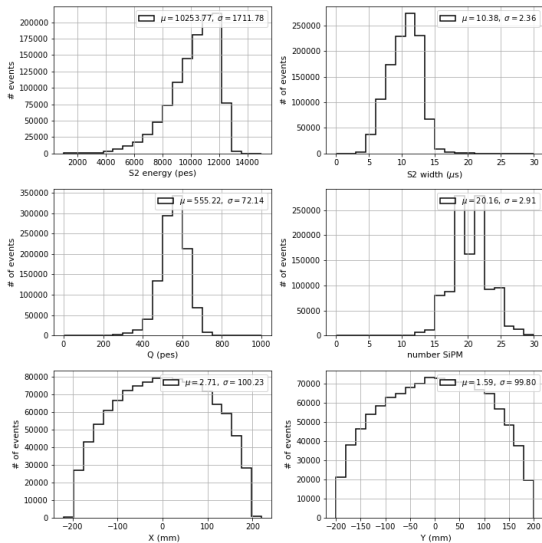 μ = 10253.77, σ = 1711.78
# events
200000
175000
150000
125000
100000
75000
50000
25000
0
2000 4000 6000 8000 10000 12000 14000
S2 energy (pes)
μ = 10.38, σ = 2.36
# of events
250000
200000
150000
100000
50000
0
0 5 10 15 20 25 30
S2 width (μs)
μ = 555.22, σ = 72.14
# of events
350000
300000
250000
200000
150000
100000
50000
0
0 200 400 600 800 1000
Q (pes)
μ = 20.16, σ = 2.91
# of events
250000
200000
150000
100000
50000
0
0 5 10 15 20 25 30
number SiPM
μ = 2.71, σ = 100.23
# of events
80000
70000
60000
50000
40000
30000
20000
10000
0
−200 −100 0 100 200
X (mm)
μ = 1.59, σ = 99.80
# of events
70000
60000
50000
40000
30000
20000
10000
0
−200 −150 −100 −50 0 50 100 150 200
Y (mm)